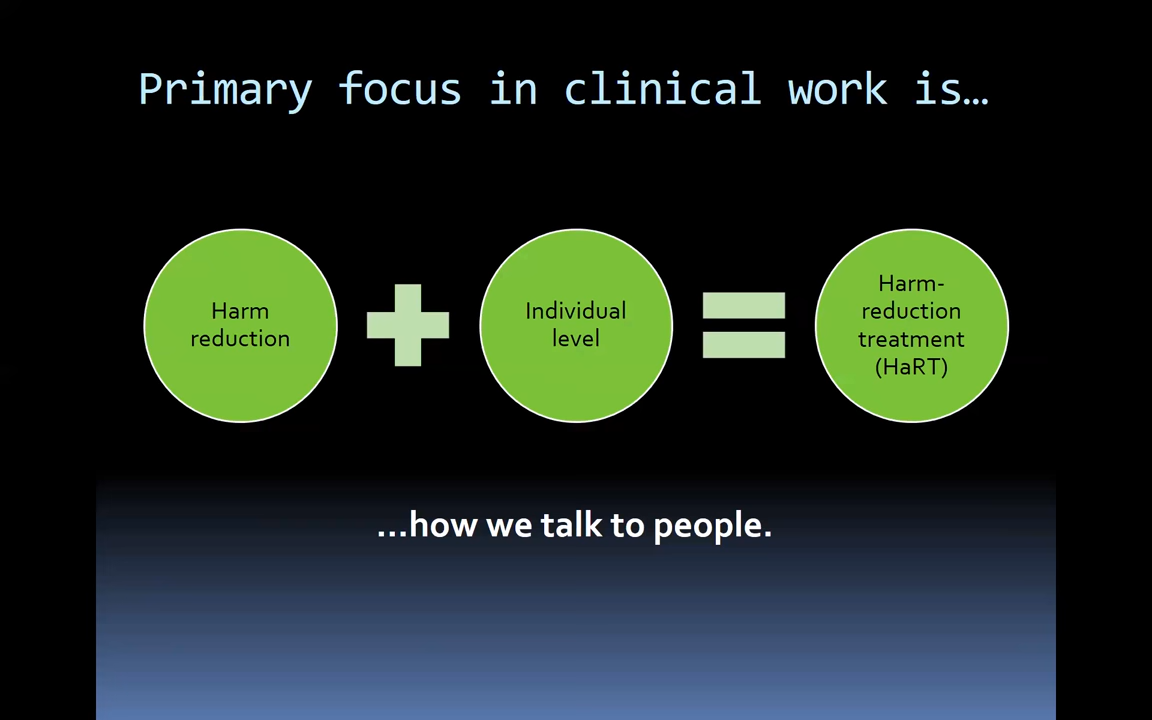 Primary focus in clinical work is…
Harm
reduction
Individual
level
Harm-
reduction
treatment
(HaRT)
…how we talk to people.